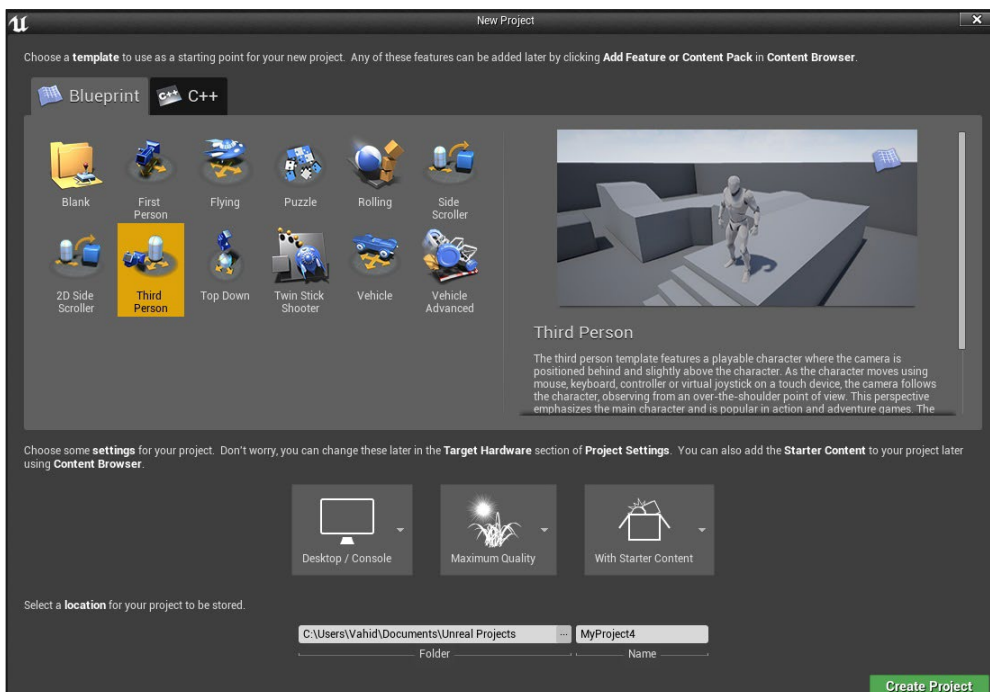 New Project
Choose a template to use as a starting point for your new project. Any of these features can be added later by clicking Add Feature or Content Pack in Content Browser.
Blueprint
C++
C++
Blank
First
Person
Flying
Puzzle
Rolling
Side
Scroller
2D Side
Scroller
Third
Person
Top Down
Twin Stick
Shooter
Vehicle
Vehicle
Advanced
Third Person
The third person template features a playable character where the camera is
positioned behind and slightly above the character. As the character moves using
mouse, keyboard, controller or virtual joystick on a touch device, the camera follows
the character, observing from an over-the-shoulder point of view. This perspective
emphasizes the main character and is popular in action and adventure games. The
Choose some settings for your project. Don't worry, you can change these later in the Target Hardware section of Project Settings. You can also add the Starter Content to your project later
using Content Browser.
Desktop / Console
Maximum Quality
With Starter Content
Select a location for your project to be stored.
C:\Users\Vahid\Documents\Unreal Projects
...
MyProject4
Folder
Name
Create Project